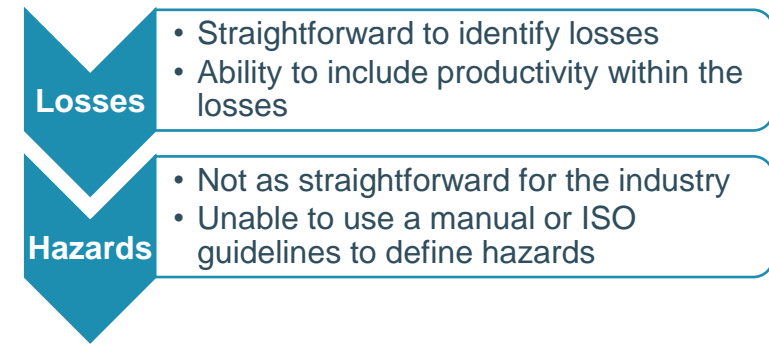 Losses
• Straightforward to identify losses
• Ability to include productivity within the
losses
Hazards
• Not as straightforward for the industry
• Unable to use a manual or ISO
guidelines to define hazards